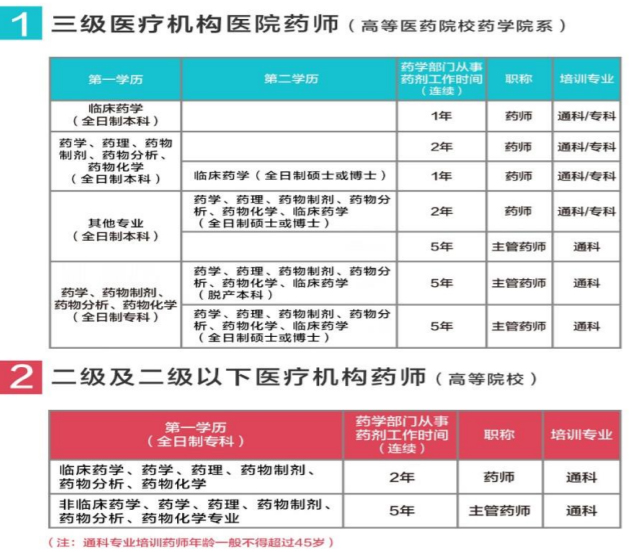 1 三级医疗机构医院药师（高等医药院校药学院系）
第一学历
第二学历
药学部门从事
药剂工作时间
（连续）
职称
培训专业
临床药学
（全日制本科）
1年
药师
通科/专科
药学、药理、药物
制剂、药物分析、
药物化学
（全日制本科）
2年
药师
通科/专科
临床药学（全日制硕士或博士）
1年
药师
通科/专科
其他专业
（全日制本科）
药学、药理、药物制剂、药物分
析、药物化学、临床药学
（全日制硕士或博士）
2年
药师
通科/专科
5年
主管药师
通科
药学、药物制剂、
药物分析、药物化学
（全日制专科）
药学、药理、药物制剂、药物分
析、药物化学、临床药学
（脱产本科）
5年
主管药师
通科
药学、药理、药物制剂、药物分
析、药物化学、临床药学
（全日制硕士或博士）
5年
主管药师
通科
2 二级及二级以下医疗机构药师（高等院校）
第一学历
（全日制专科）
药学部门从事
药剂工作时间
（连续）
职称
培训专业
临床药学、药学、药理、药物制剂、
药物分析、药物化学
2年
药师
通科
非临床药学、药学、药理、药物制剂、
药物分析、药物化学专业
5年
主管药师
通科
（注：通科专业培训药师年龄一般不得超过45岁）